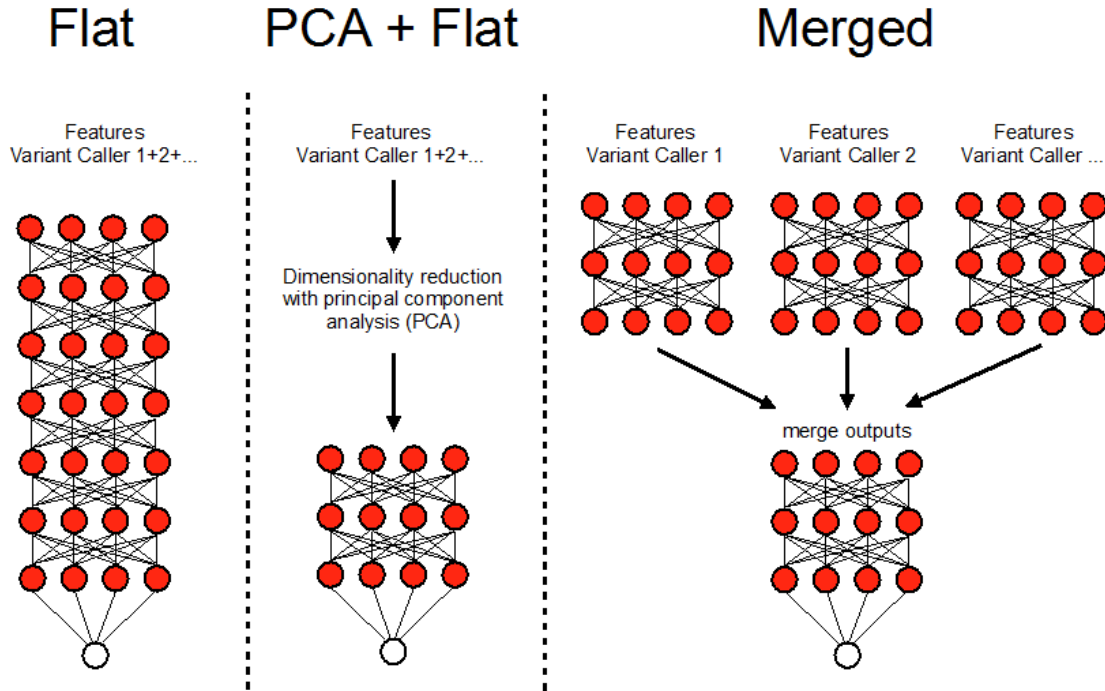 Flat
PCA + Flat
Merged
Features
Variant Caller 1+2+...
Features
Variant Caller 1+2+...
Dimensionality reduction
with principal component
analysis (PCA)
Features
Variant Caller 1
Features
Variant Caller 2
Features
Variant Caller ...
merge outputs